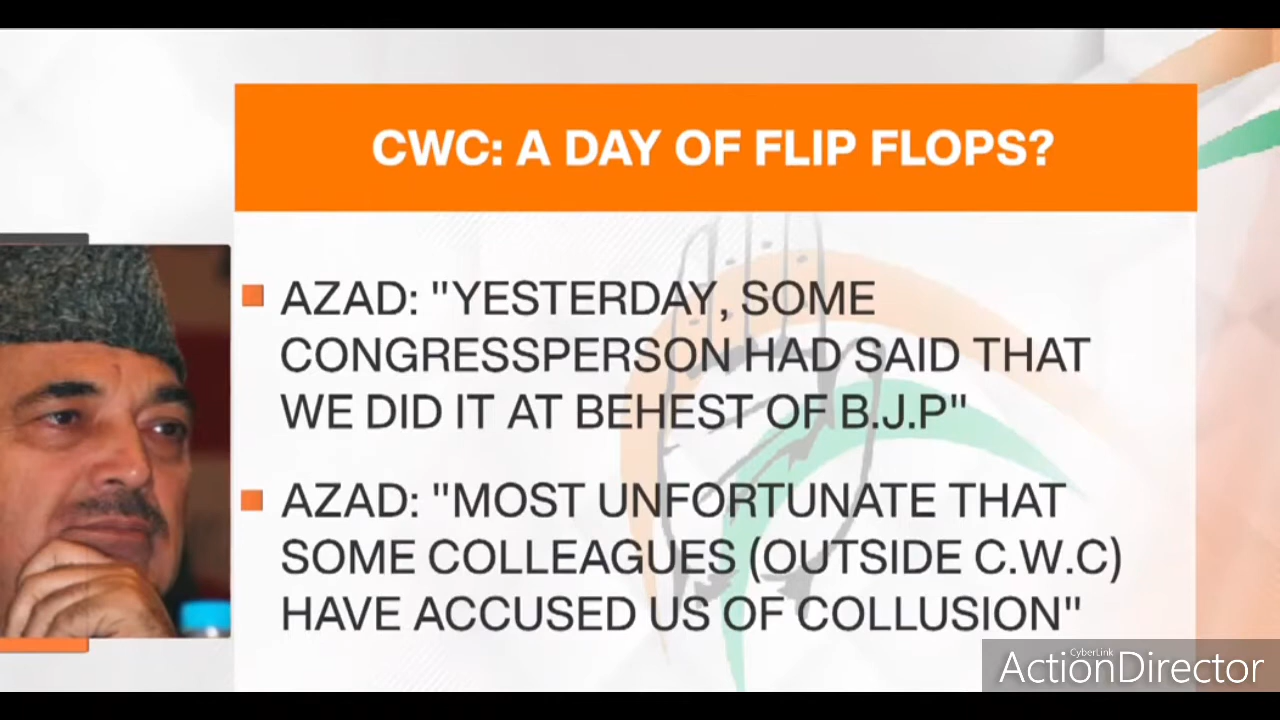 CWC: A DAY OF FLIP FLOPS?
AZAD: "YESTERDAY, SOME
CONGRESSPERSON HAD SAID THAT
WE DID IT AT BEHEST OF B.J.P"
AZAD: "MOST UNFORTUNATE THAT
SOME COLLEAGUES (OUTSIDE C.W.C)
HAVE ACCUSED US OF COLLUSION"
CyberLink
ActionDirector